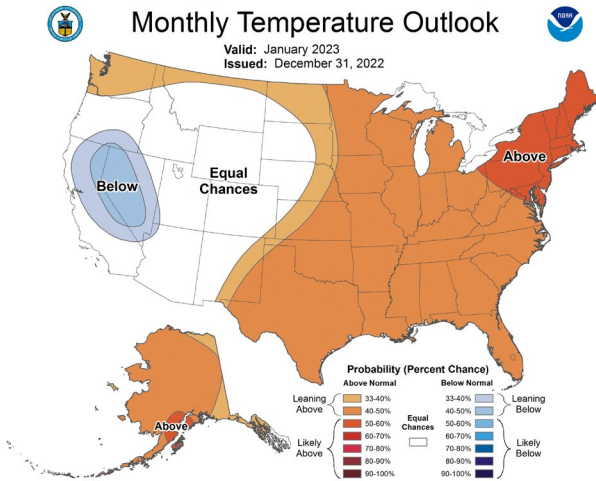 Monthly Temperature Outlook
NOAA
Valid: January 2023
Issued: December 31, 2022
Above
Equal
Chances
Below
Above
Probability (Percent Chance)
Above Normal
Below Normal
Leaning
Above
33-40%
40-50%
Likely
Above
50-60%
60-70%
70-80%
80-90%
90-100%
Equal
Chances
33-40%
40-50%
Leaning
Below
50-60%
60-70%
70-80%
80-90%
90-100%
Likely
Below